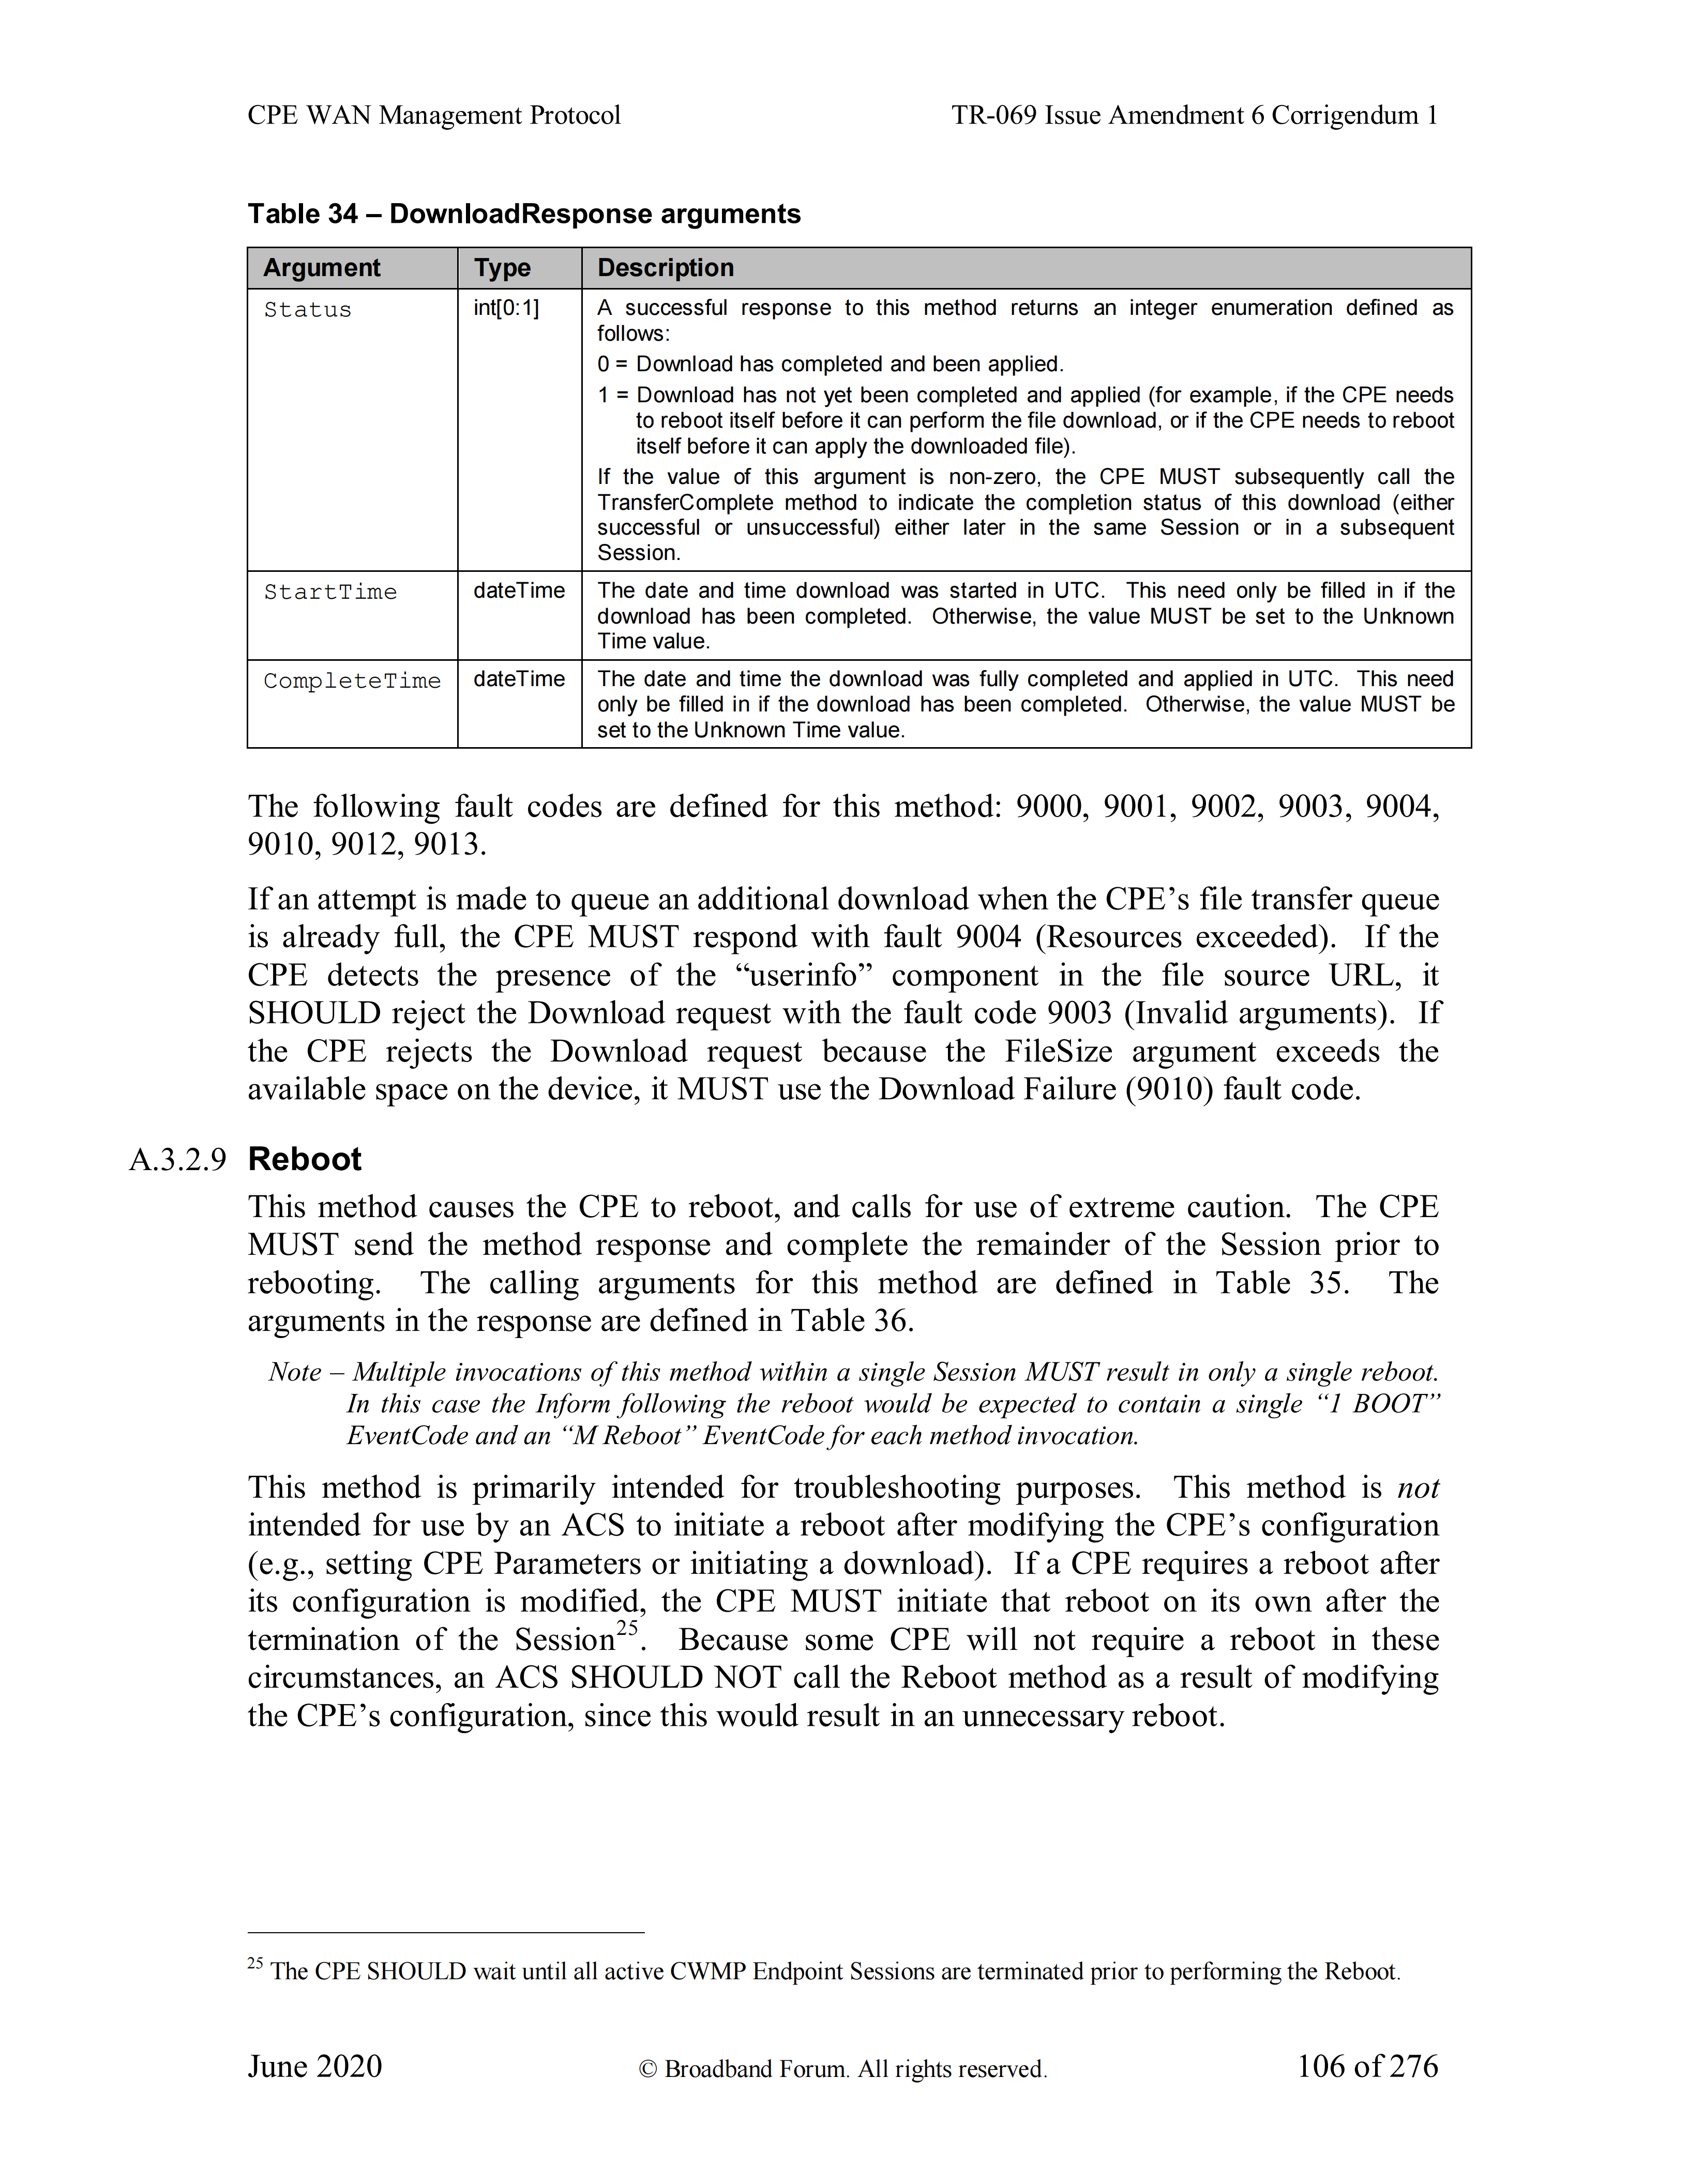 CPE WAN Management Protocol TR-069 Issue Amendment 6 Corrigendum 1
Table 34 – DownloadResponse arguments
Argument Type Description
Status int[0:1] A successful response to this method returns an integer enumeration defined as
follows:
0 = Download has completed and been applied.
1 = Download has not yet been completed and applied (for example, if the CPE needs
to reboot itself before it can perform the file download, or if the CPE needs to reboot
itself before it can apply the downloaded file).
If the value of this argument is non-zero, the CPE MUST subsequently call the
TransferComplete method to indicate the completion status of this download (either
successful or unsuccessful) either later in the same Session or in a subsequent
Session.
StartTime dateTime The date and time download was started in UTC. This need only be filled in if the
download has been completed. Otherwise, the value MUST be set to the Unknown
Time value.
CompleteTime dateTime The date and time the download was fully completed and applied in UTC. This need
only be filled in if the download has been completed. Otherwise, the value MUST be
set to the Unknown Time value.
The following fault codes are defined for this method: 9000, 9001, 9002, 9003, 9004,
9010, 9012, 9013.
If an attempt is made to queue an additional download when the CPE’s file transfer queue
is already full, the CPE MUST respond with fault 9004 (Resources exceeded). If the
CPE detects the presence of the “userinfo” component in the file source URL, it
SHOULD reject the Download request with the fault code 9003 (Invalid arguments). If
the CPE rejects the Download request because the FileSize argument exceeds the
available space on the device, it MUST use the Download Failure (9010) fault code.
A.3.2.9 Reboot
This method causes the CPE to reboot, and calls for use of extreme caution. The CPE
MUST send the method response and complete the remainder of the Session prior to
rebooting. The calling arguments for this method are defined in Table 35. The
arguments in the response are defined in Table 36.
Note – Multiple invocations of this method within a single Session MUST result in only a single reboot.
In this case the Inform following the reboot would be expected to contain a single “1 BOOT”
EventCode and an “M Reboot” EventCode for each method invocation.
This method is primarily intended for troubleshooting purposes. This method is not
intended for use by an ACS to initiate a reboot after modifying the CPE’s configuration
(e.g., setting CPE Parameters or initiating a download). If a CPE requires a reboot after
its configuration is modified, the CPE MUST initiate that reboot on its own after the
termination of the Session25. Because some CPE will not require a reboot in these
circumstances, an ACS SHOULD NOT call the Reboot method as a result of modifying
the CPE’s configuration, since this would result in an unnecessary reboot.
25 The CPE SHOULD wait until all active CWMP Endpoint Sessions are terminated prior to performing the Reboot.
June 2020 © Broadband Forum. All rights reserved. 106 of 276